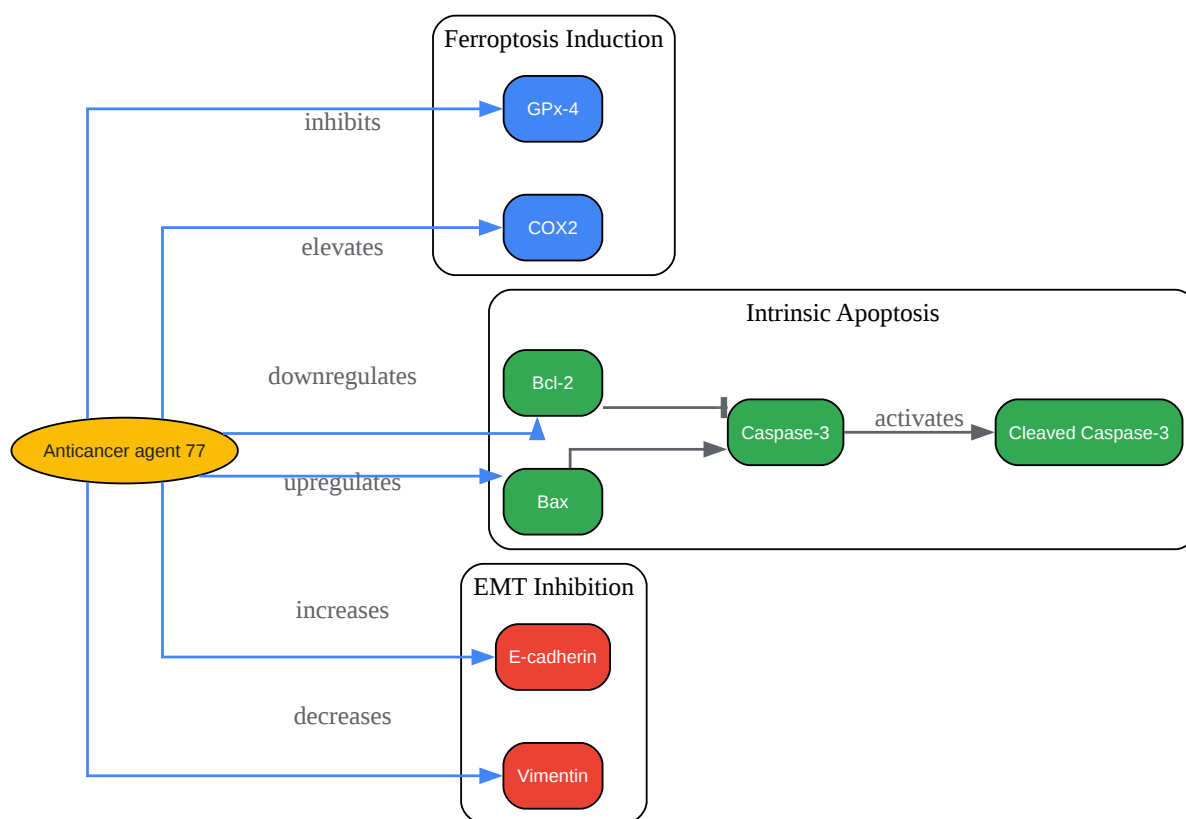 Ferroptosis Induction
GPx-4
inhibits
COX2
elevates
Intrinsic Apoptosis
downregulates
Bcl-2
Caspase-3
activates
Cleaved Caspase-3
Anticancer agent 77
upregulates
Bax
EMT Inhibition
increases
E-cadherin
decreases
Vimentin